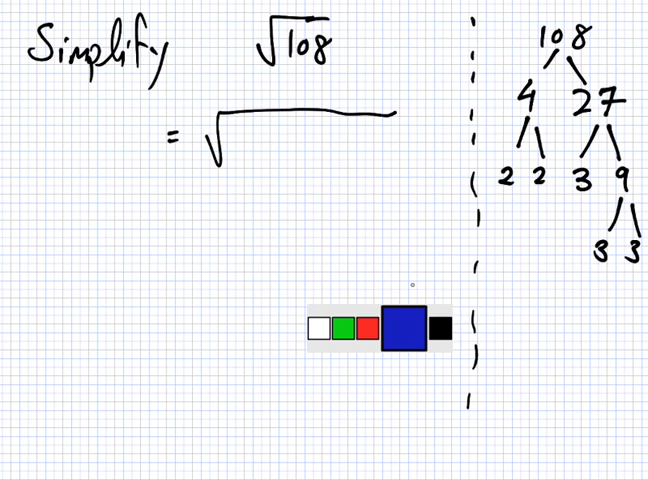 Simplify √108
= √
108
4 27
2 2 3 9
3 3